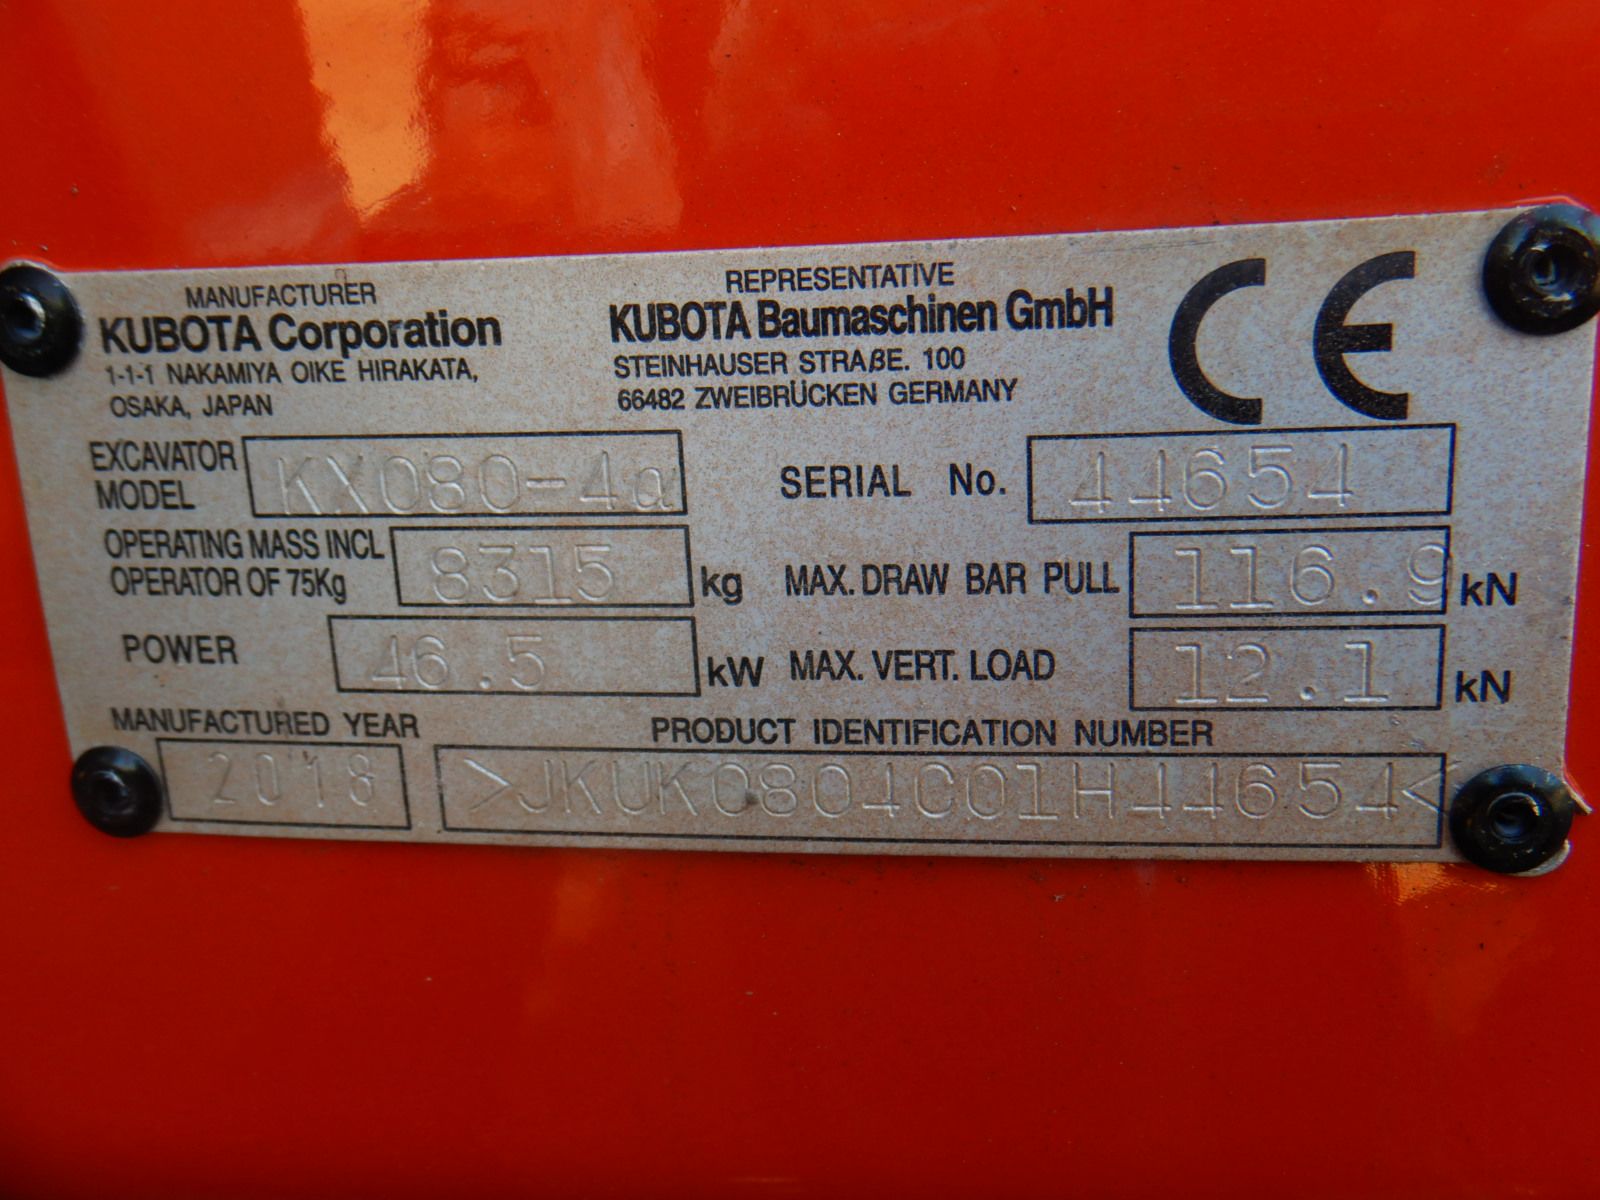 MANUFACTURER
KUBOTA Corporation
1-1-1 NAKAMIYA OIKE HIRAKATA,
OSAKA, JAPAN
REPRESENTATIVE
KUBOTA Baumaschinen GmbH
STEINHAUSER STRAßE. 100
66482 ZWEIBRÜCKEN GERMANY
CE
EXCAVATOR MODEL KX080-4a
SERIAL No. 44654
OPERATING MASS INCL
OPERATOR OF 75Kg 8315 kg
MAX. DRAW BAR PULL 116.9 kN
POWER 46.5 kW
MAX. VERT. LOAD 12.1 kN
MANUFACTURED YEAR
2018
PRODUCT IDENTIFICATION NUMBER
>JKUK0804C01H44654<